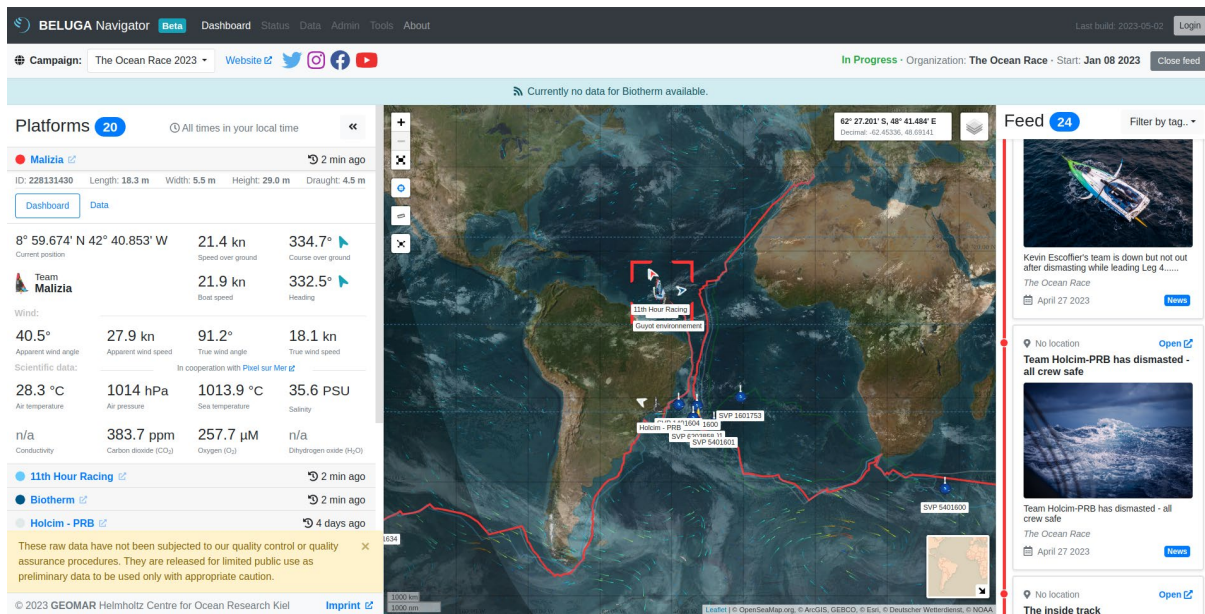 BELUGA Navigator Beta Dashboard Status Data Admin Tools About Last build: 2023-05-02 Login
Campaign: The Ocean Race 2023 Website In Progress · Organization: The Ocean Race · Start: Jan 08 2023 Close feed
Currently no data for Biotherm available.
Platforms 20 All times in your local time «
Malizia 2 min ago
ID: 228131430 Length: 18.3 m Width: 5.5 m Height: 29.0 m Draught: 4.5 m
Dashboard Data
8° 59.674' N 42° 40.853' W 21.4 kn 334.7°
Current position Speed over ground Course over ground
Team
Malizia 21.9 kn 332.5°
Boat speed Heading
Wind:
40.5° 27.9 kn 91.2° 18.1 kn
Apparent wind angle Apparent wind speed True wind angle True wind speed
Scientific data: In cooperation with Pixel sur Mer
28.3 °C 1014 hPa 1013.9 °C 35.6 PSU
Air temperature Air pressure Sea temperature Salinity
n/a 383.7 ppm 257.7 µM n/a
Conductivity Carbon dioxide (CO₂) Oxygen (O₂) Dihydrogen oxide (H₂O)
11th Hour Racing 2 min ago
Biotherm 2 min ago
Holcim - PRB 4 days ago
These raw data have not been subjected to our quality control or quality ×
assurance procedures. They are released for limited public use as
preliminary data to be used only with appropriate caution.
© 2023 GEOMAR Helmholtz Centre for Ocean Research Kiel Imprint
+
−
62° 27.201' S, 48° 41.484' E
Decimal: -62.45336, 48.69141
11th Hour Racing
Guyot environnement
SVP 1601753
1601604 1600
Holcim - PRB
SVP 5401601
SVP 5401600
1634
1000 km
1000 nm
Leaflet | © OpenSeaMap.org, © ArcGIS. GEBCO, © Esri, © Deutscher Wetterdienst, © NOAA
Feed 24 Filter by tag..
Kevin Escoffier's team is down but not out
after dismasting while leading Leg 4......
The Ocean Race
April 27 2023 News
No location Open
Team Holcim-PRB has dismasted -
all crew safe
Team Holcim-PRB has dismasted - all
crew safe
The Ocean Race
April 27 2023 News
No location Open
The inside track